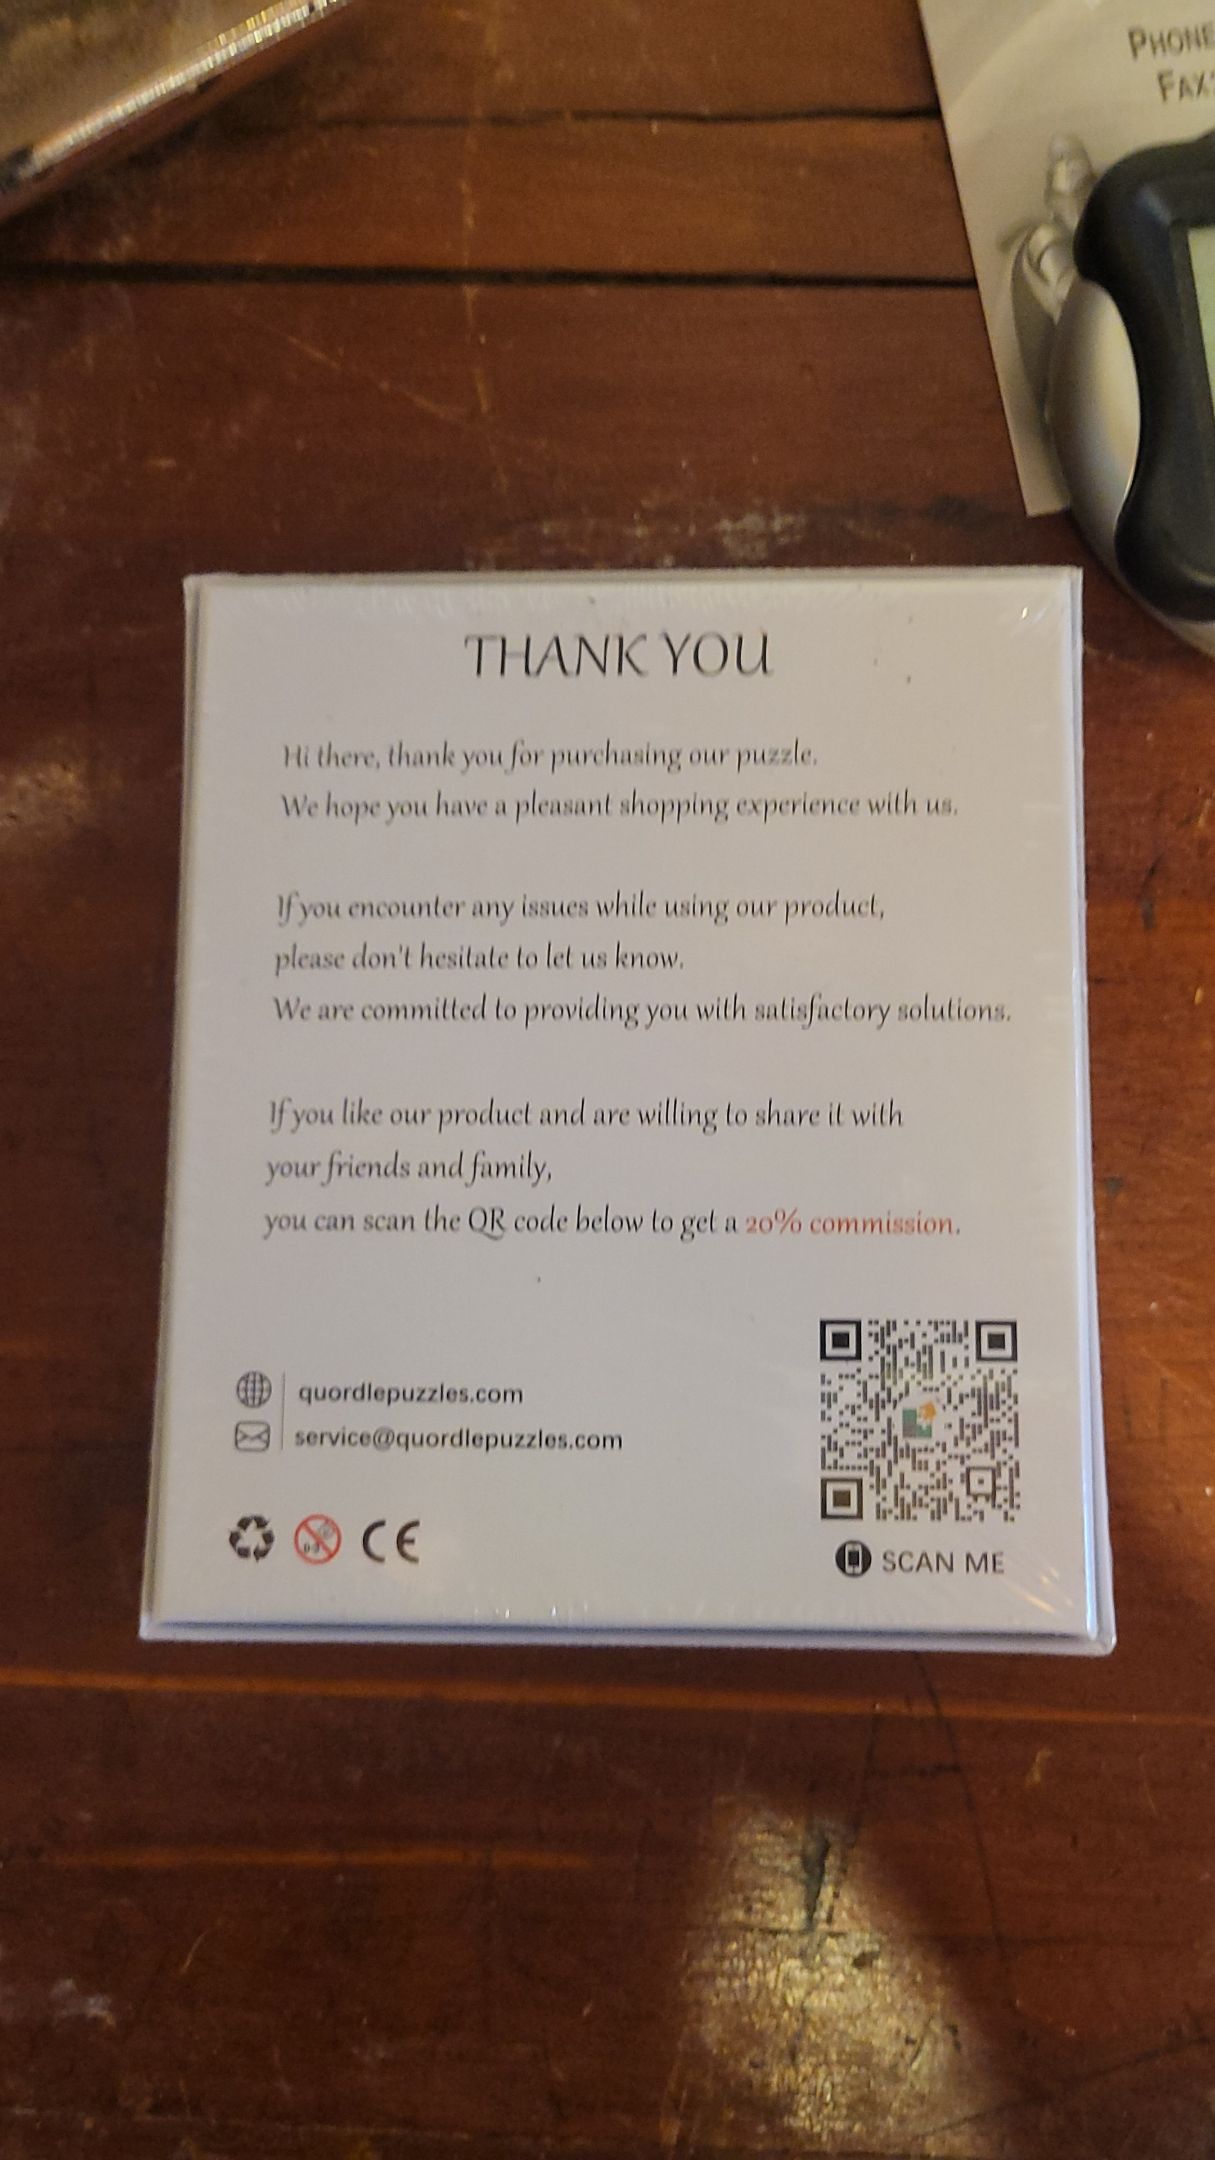 PHONE
FAX:
THANK YOU
Hi there, thank you for purchasing our puzzle.
We hope you have a pleasant shopping experience with us.
If you encounter any issues while using our product,
please don't hesitate to let us know.
We are committed to providing you with satisfactory solutions.
If you like our product and are willing to share it with
your friends and family,
you can scan the QR code below to get a 20% commission.
quordlepuzzles.com
service@quordlepuzzles.com
0-3
CE
SCAN ME